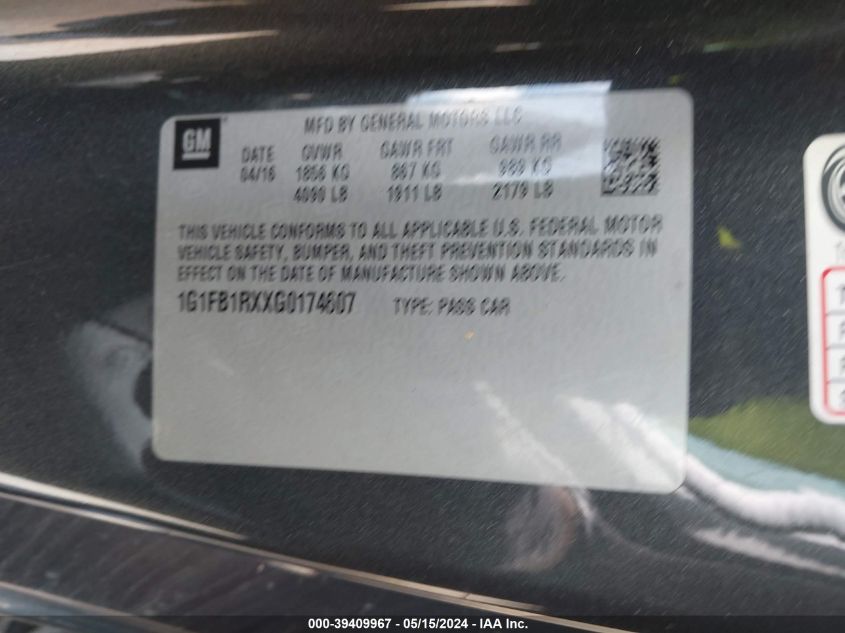 GM
MFD BY GENERAL MOTORS LLC
DATE GVWR GAWR FRT GAWR RR
04/16 1856 KG 867 KG 989 KG
4090 LB 1911 LB 2179 LB
THIS VEHICLE CONFORMS TO ALL APPLICABLE U.S. FEDERAL MOTOR
VEHICLE SAFETY, BUMPER, AND THEFT PREVENTION STANDARDS IN
EFFECT ON THE DATE OF MANUFACTURE SHOWN ABOVE.
1G1FB1RXXG0174607 TYPE: PASS CAR
000-39409967 - 05/15/2024 - IAA Inc.